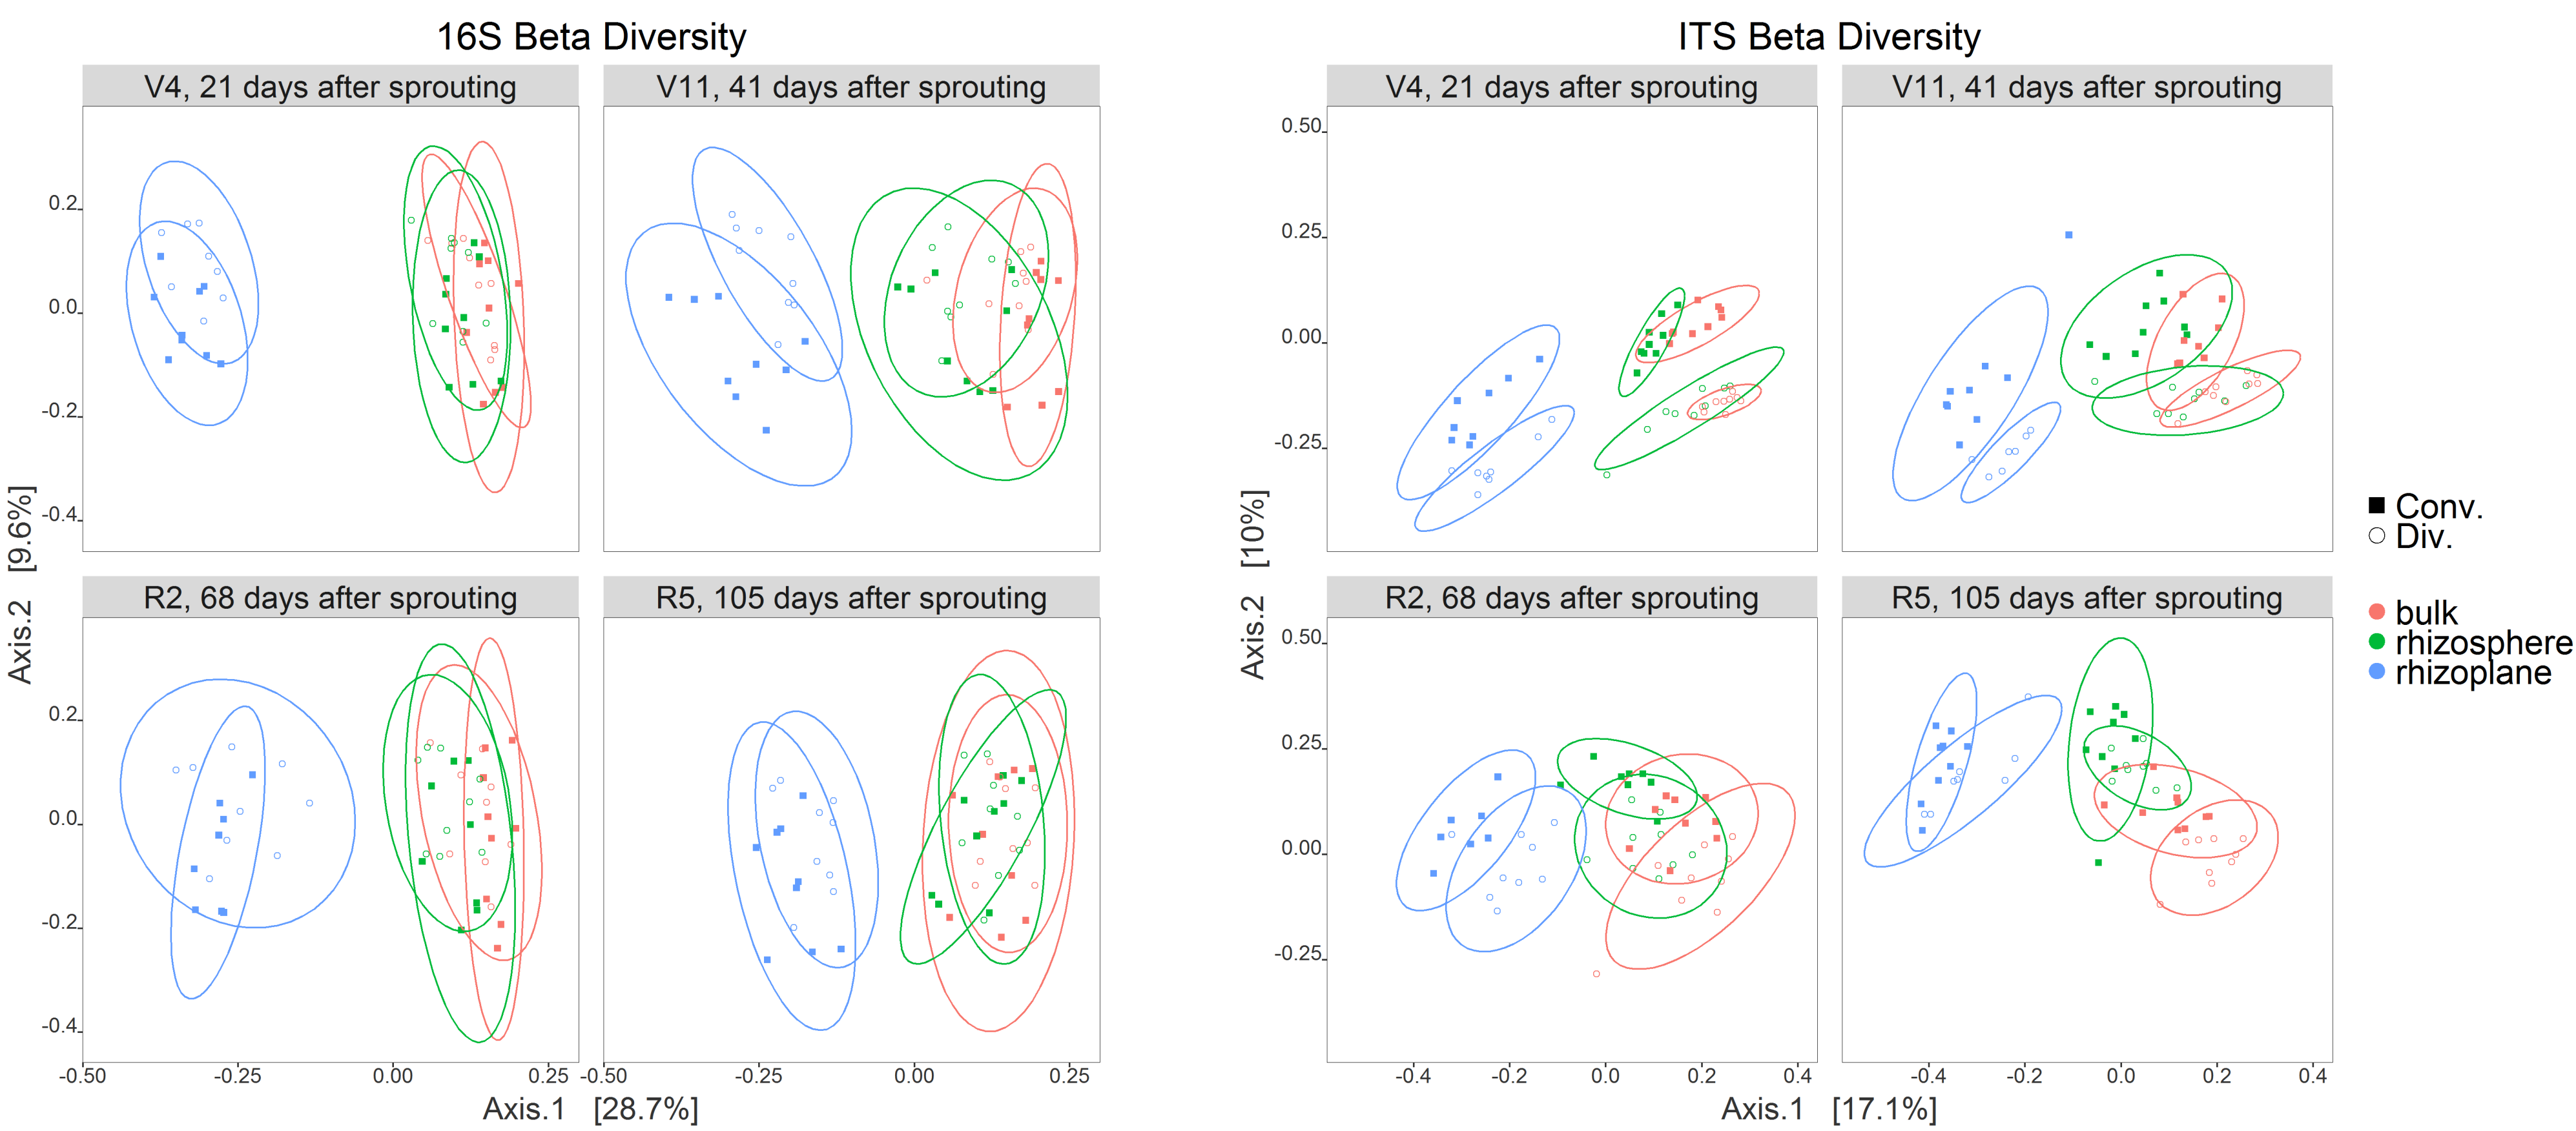 16S Beta Diversity
V4, 21 days after sprouting
V11, 41 days after sprouting
0.2
0.0
-0.2
-0.4
R2, 68 days after sprouting
R5, 105 days after sprouting
0.2
0.0
-0.2
-0.4
-0.50
-0.25
0.00
0.25
-0.50
-0.25
0.00
0.25
Axis.2 [9.6%]
Axis.1 [28.7%]
ITS Beta Diversity
V4, 21 days after sprouting
V11, 41 days after sprouting
0.50
0.25
0.00
-0.25
R2, 68 days after sprouting
R5, 105 days after sprouting
0.50
0.25
0.00
-0.25
-0.4
-0.2
0.0
0.2
0.4
-0.4
-0.2
0.0
0.2
0.4
Axis.2 [10%]
Axis.1 [17.1%]
Conv.
Div.
bulk
rhizosphere
rhizoplane